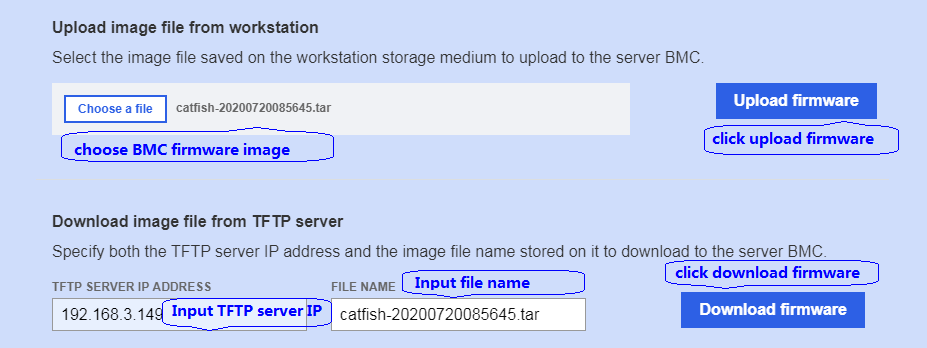 Upload image file from workstation
Select the image file saved on the workstation storage medium to upload to the server BMC.
Choose a file catfish-20200720085645.tar
Upload firmware
choose BMC firmware image
click upload firmware
Download image file from TFTP server
Specify both the TFTP server IP address and the image file name stored on it to download to the server BMC.
click download firmware
TFTP SERVER IP ADDRESS
FILE NAME
Input file name
192.168.3.149
Input TFTP server IP
catfish-20200720085645.tar
Download firmware